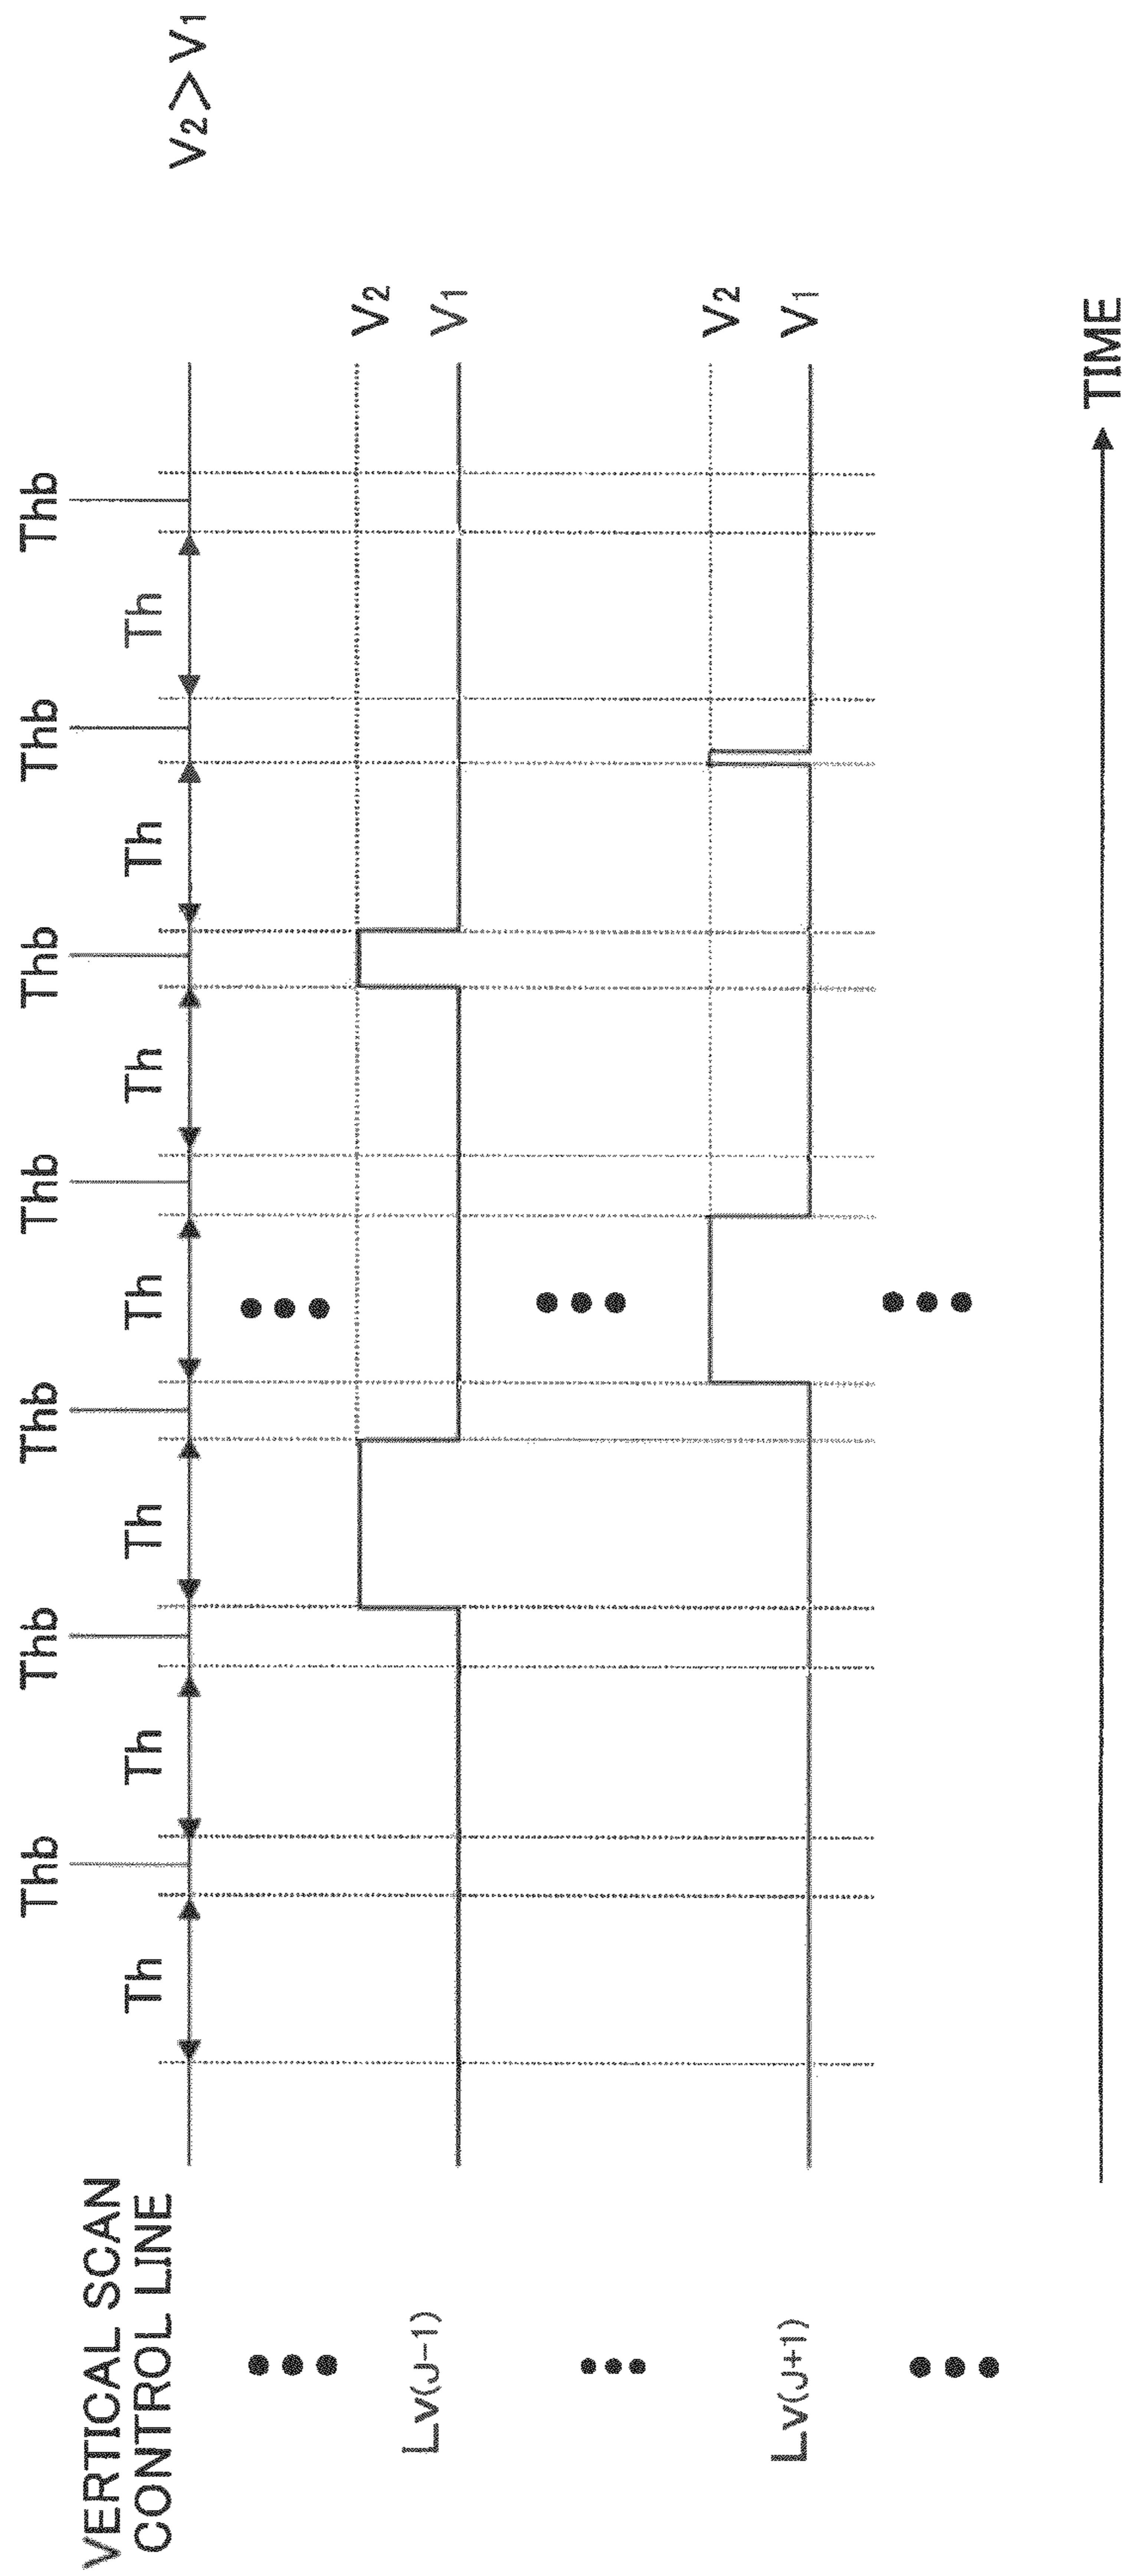 V2>V1
Thb Thb Thb Thb Thb Thb Thb
Th Th Th Th Th Th Th
VERTICAL SCAN
CONTROL LINE
LV(J-1)
V2
V1
LV(J+1)
V2
V1
TIME